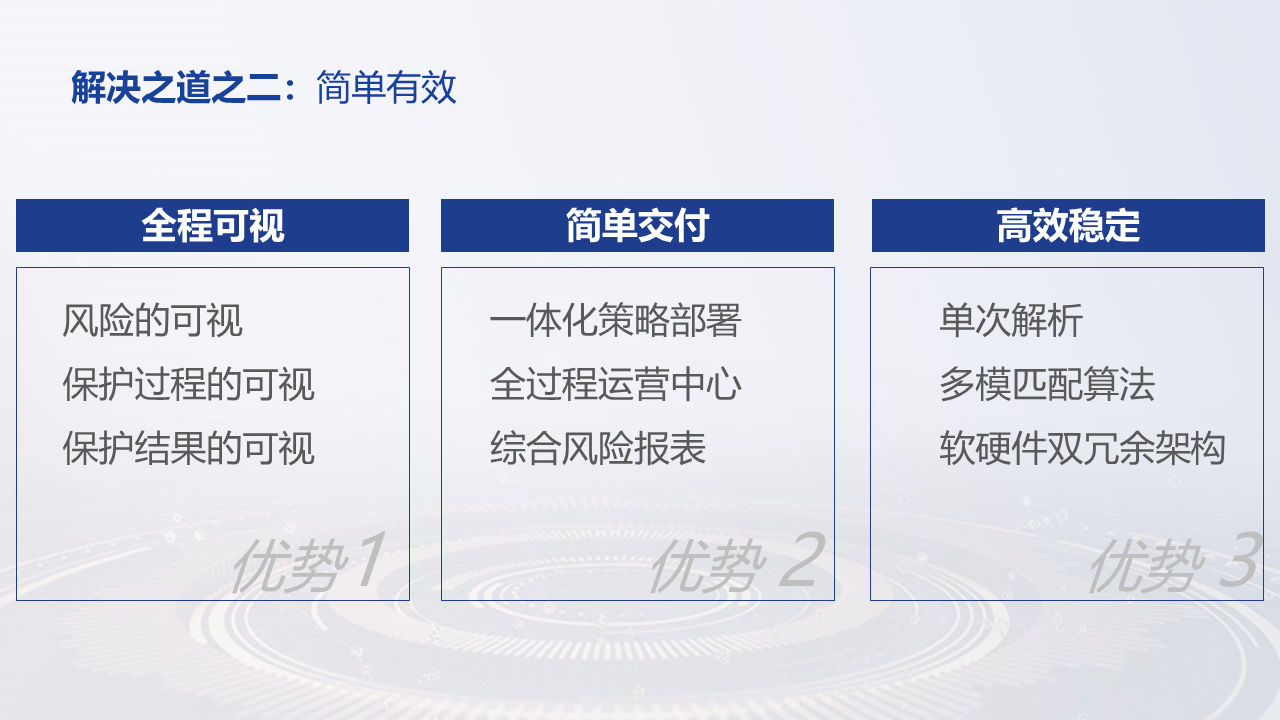 解决之道之二：简单有效
全程可视
风险的可视
保护过程的可视
保护结果的可视
优势1
简单交付
一体化策略部署
全过程运营中心
综合风险报表
优势 2
高效稳定
单次解析
多模匹配算法
软硬件双冗余架构
优势 3